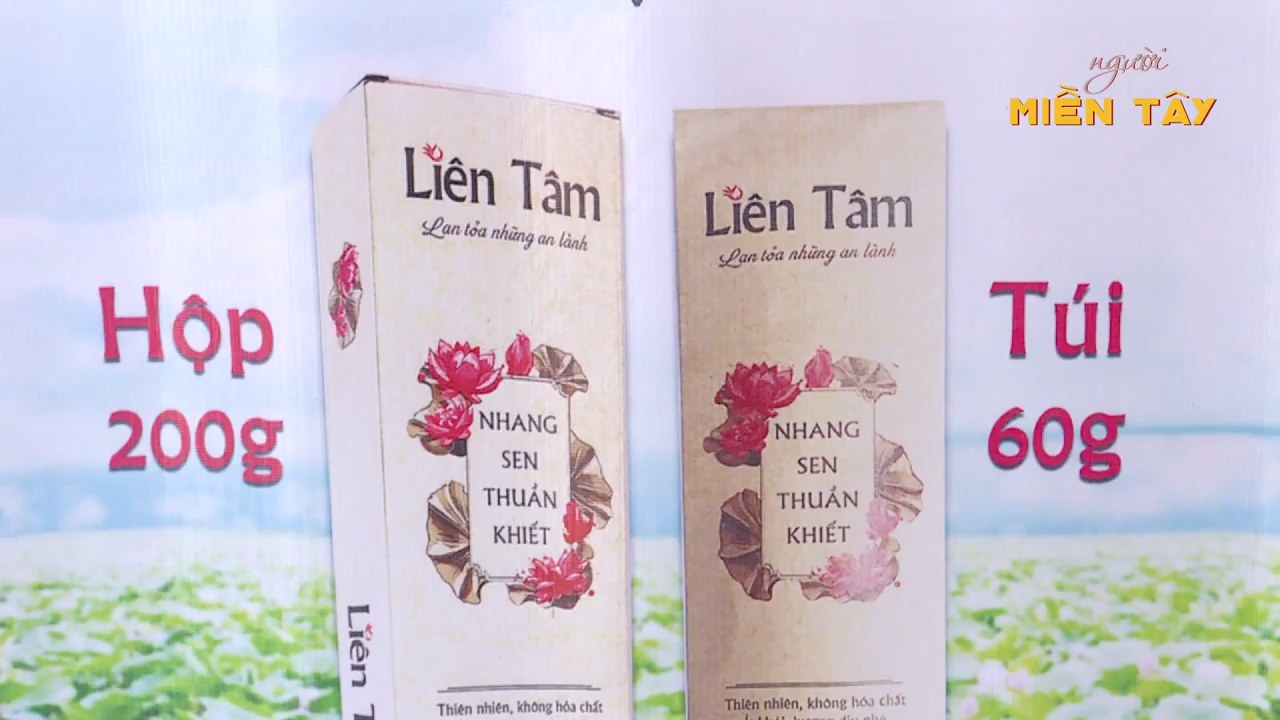 người
MIỀN TÂY
Liên Tâm
Lan tỏa những an lành
NHANG
SEN
THUẦN
KHIẾT
Thiên nhiên, không hóa chất
Liên
Hộp
200g
Liên Tâm
Lan tỏa những an lành
NHANG
SEN
THUẦN
KHIẾT
Thiên nhiên, không hóa chất
Túi
60g